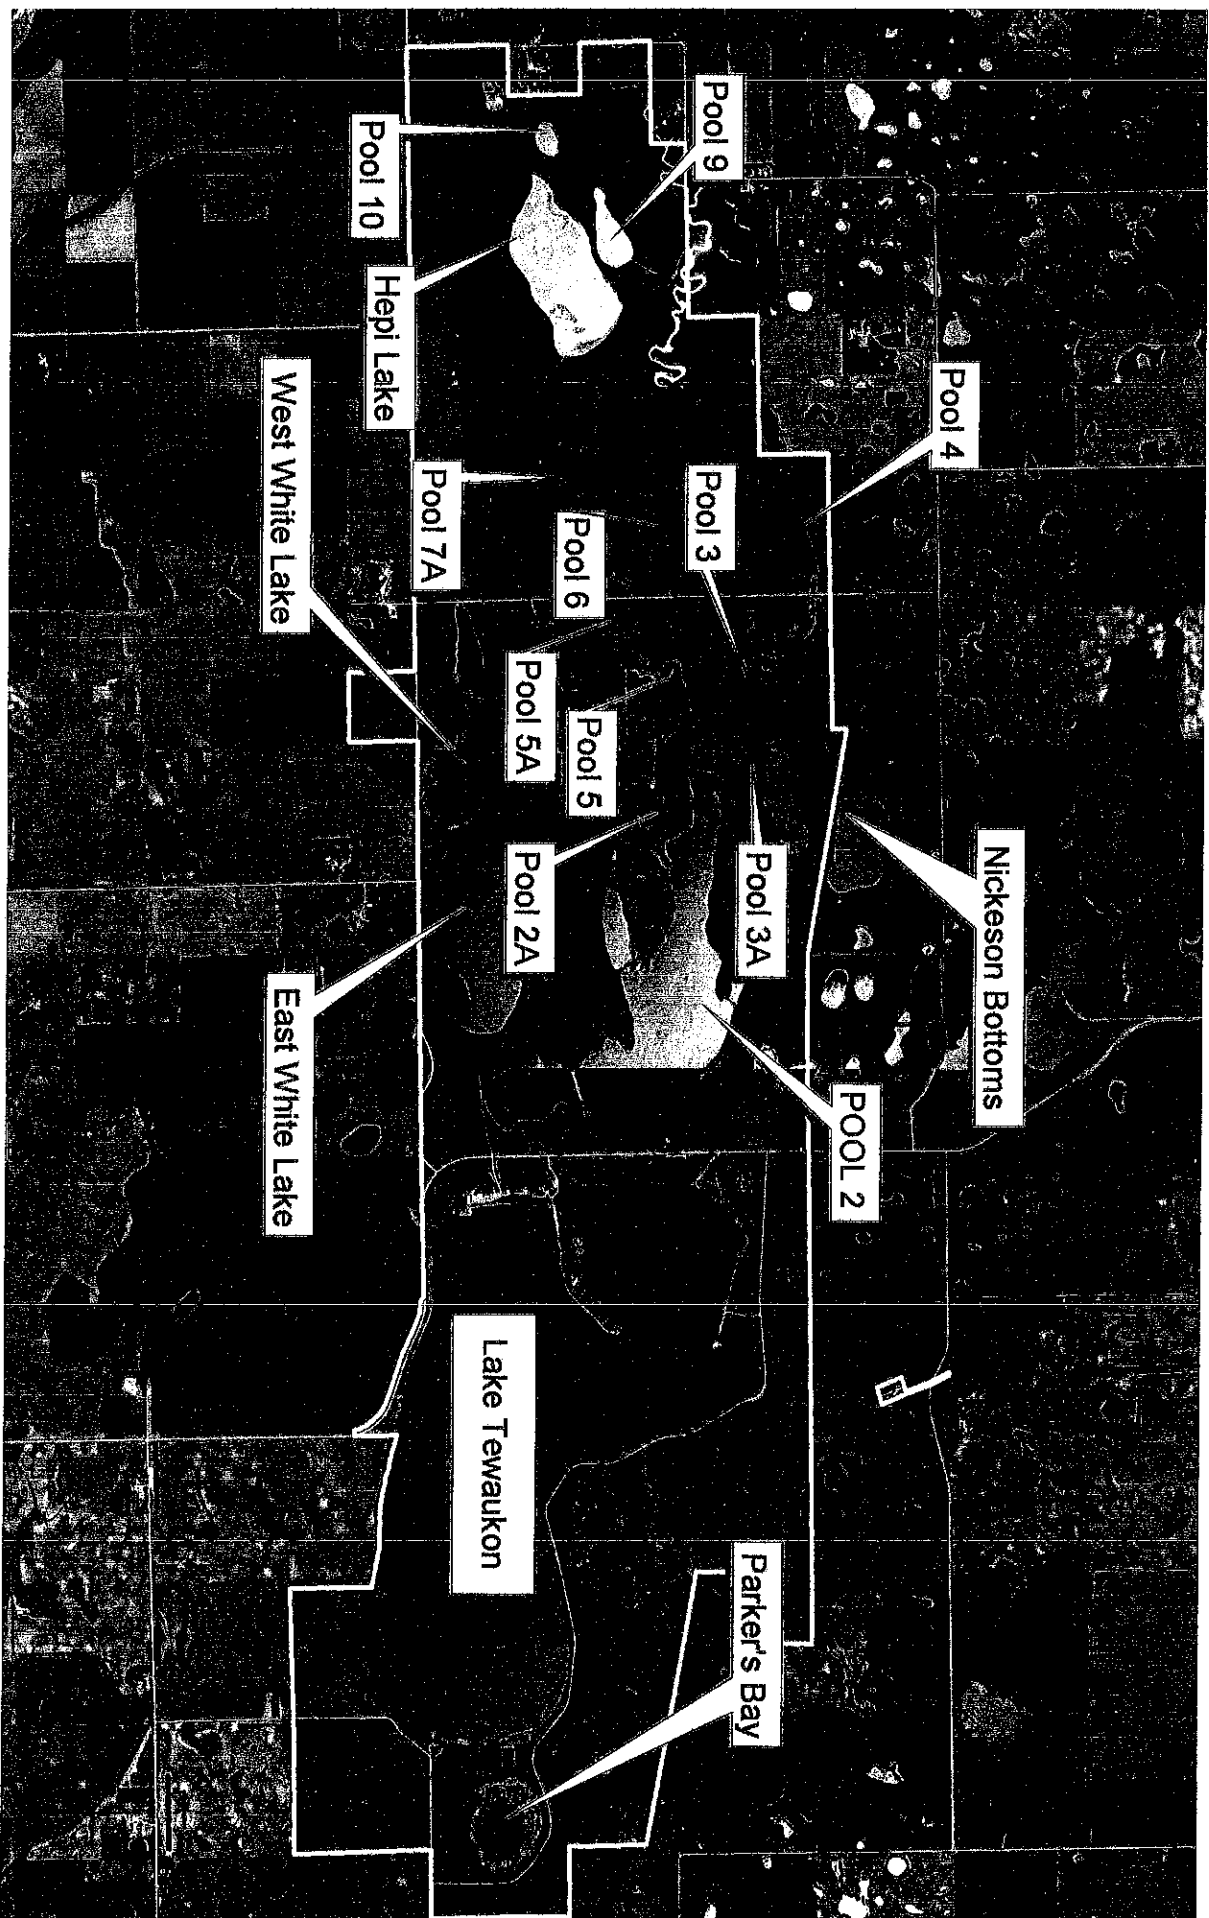 Nickeson Bottoms
Pool 4
POOL 2
Pool 3A
Parker's Bay
Pool 9
Pool 3
Pool 5
Pool 6
Pool 5A
Pool 2A
Lake Tewaukon
Pool 7A
Hepi Lake
Pool 10
West White Lake
East White Lake